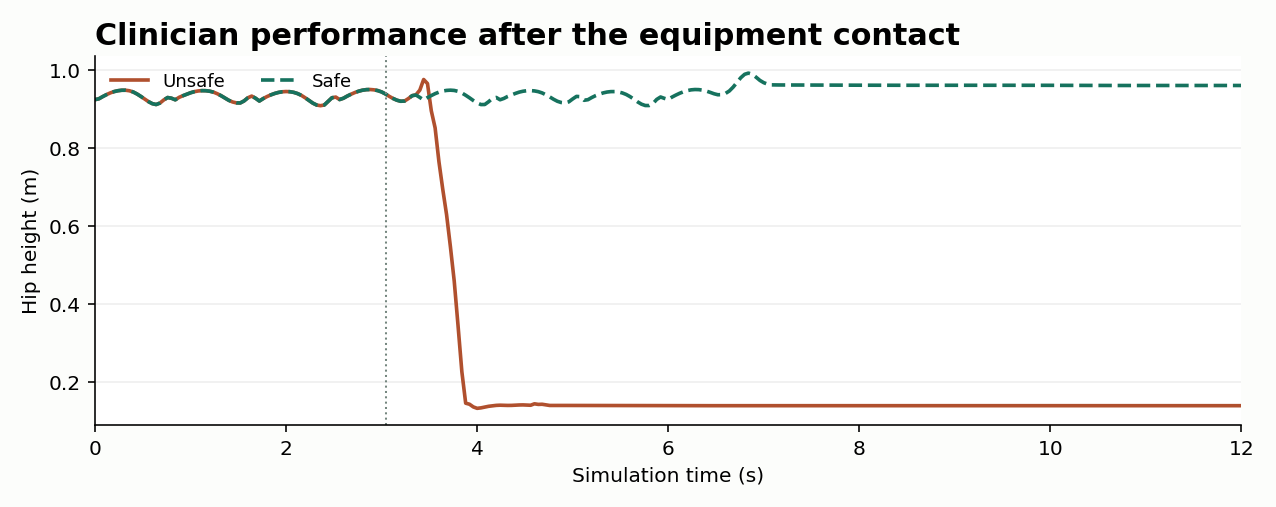 Clinician performance after the equipment contact
Unsafe Safe
Hip height (m)
1.0
0.8
0.6
0.4
0.2
0 2 4 6 8 10 12
Simulation time (s)